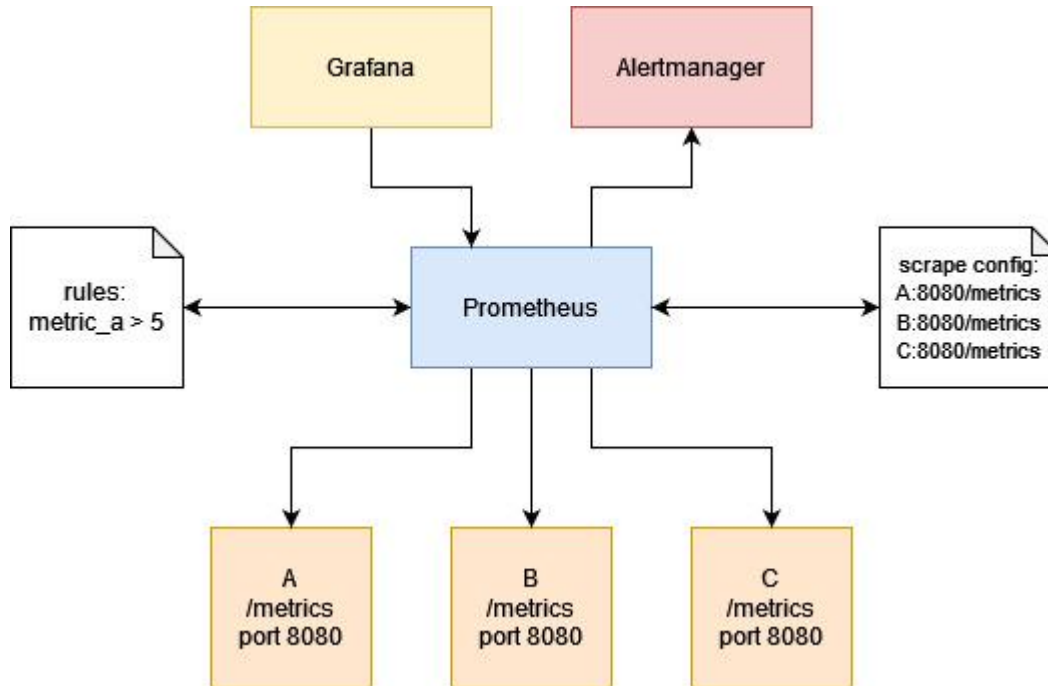 Grafana
Alertmanager
rules:
metric_a > 5
Prometheus
scrape config:
A:8080/metrics
B:8080/metrics
C:8080/metrics
A
/metrics
port 8080
B
/metrics
port 8080
C
/metrics
port 8080